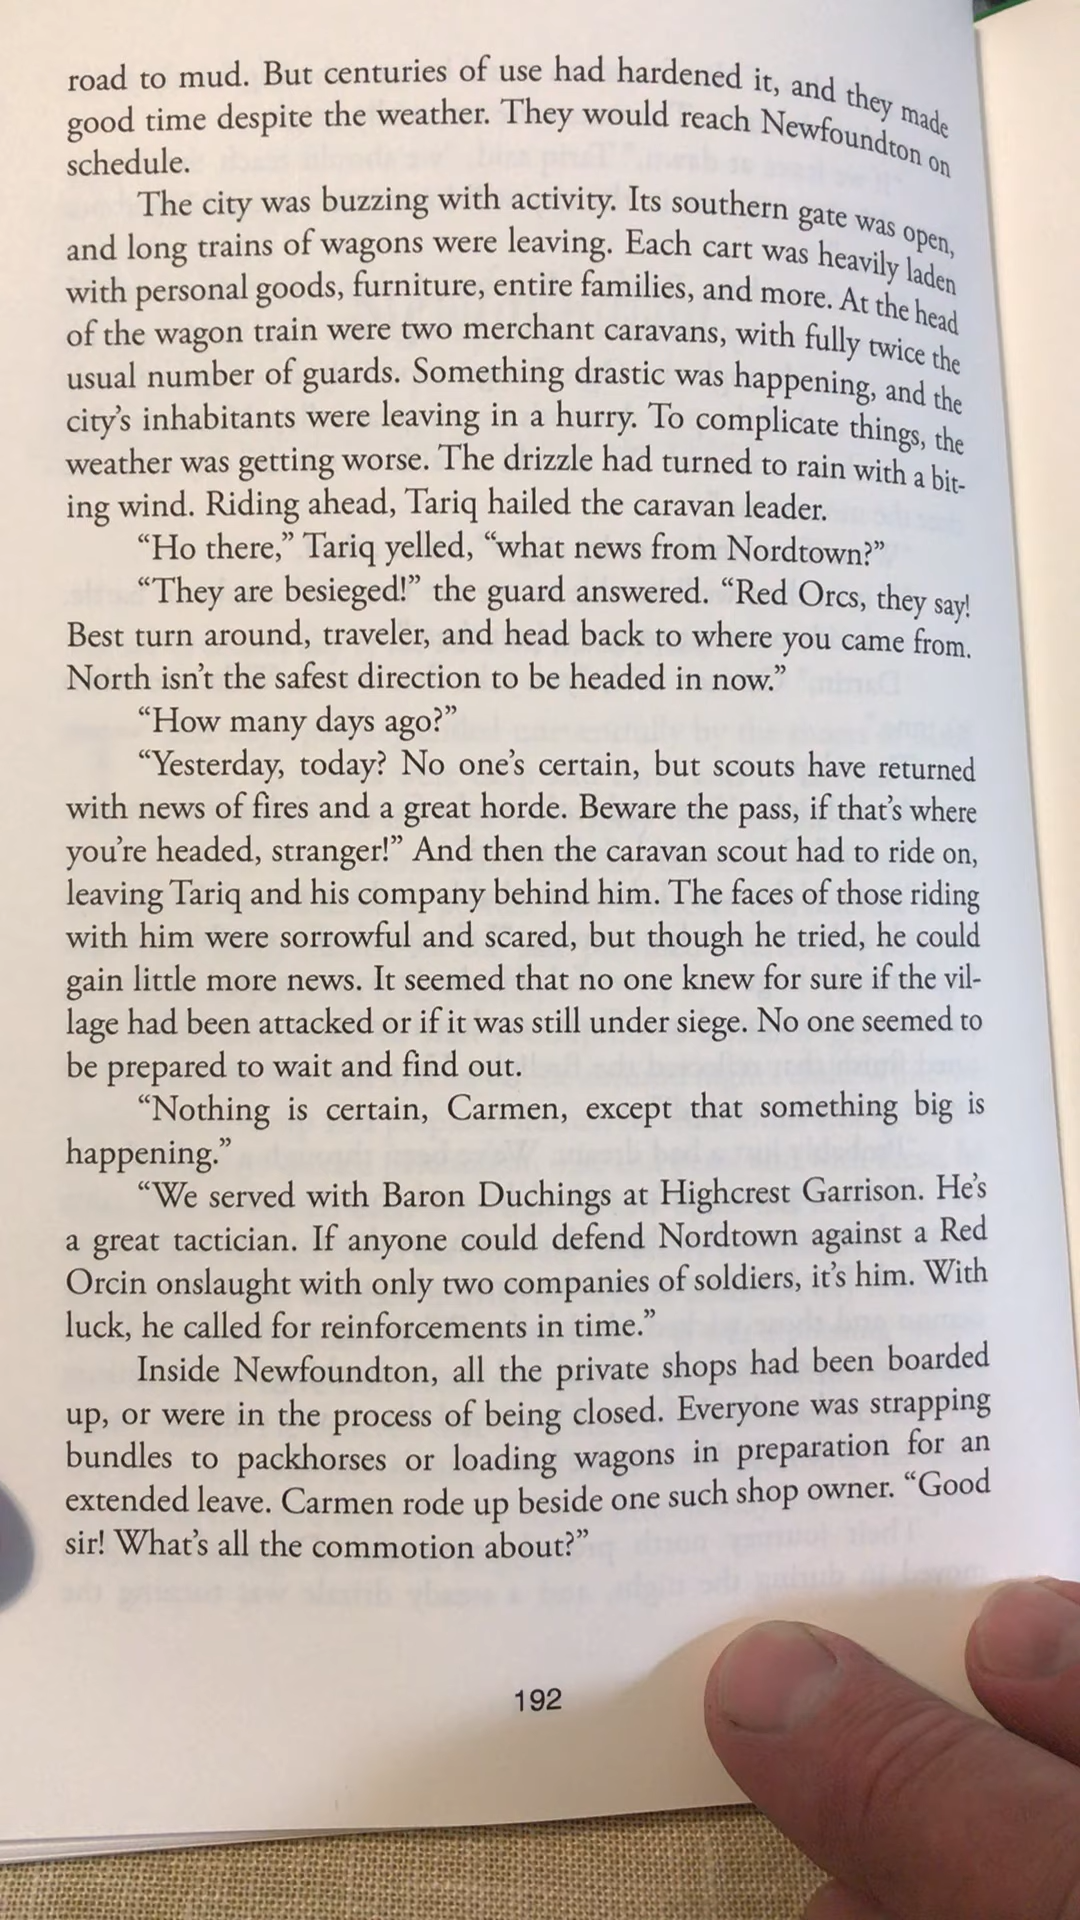 road to mud. But centuries of use had hardened it, and they made
good time despite the weather. They would reach Newfoundton on
schedule.
The city was buzzing with activity. Its southern gate was open,
and long trains of wagons were leaving. Each cart was heavily laden
with personal goods, furniture, entire families, and more. At the head
of the wagon train were two merchant caravans, with fully twice the
usual number of guards. Something drastic was happening, and the
city’s inhabitants were leaving in a hurry. To complicate things, the
weather was getting worse. The drizzle had turned to rain with a bit-
ing wind. Riding ahead, Tariq hailed the caravan leader.
“Ho there,” Tariq yelled, “what news from Nordtown?”
“They are besieged!” the guard answered. “Red Orcs, they say!
Best turn around, traveler, and head back to where you came from.
North isn’t the safest direction to be headed in now.”
“How many days ago?”
“Yesterday, today? No one’s certain, but scouts have returned
with news of fires and a great horde. Beware the pass, if that’s where
you’re headed, stranger!” And then the caravan scout had to ride on,
leaving Tariq and his company behind him. The faces of those riding
with him were sorrowful and scared, but though he tried, he could
gain little more news. It seemed that no one knew for sure if the vil-
lage had been attacked or if it was still under siege. No one seemed to
be prepared to wait and find out.
“Nothing is certain, Carmen, except that something big is
happening.”
“We served with Baron Duchings at Highcrest Garrison. He’s
a great tactician. If anyone could defend Nordtown against a Red
Orcin onslaught with only two companies of soldiers, it’s him. With
luck, he called for reinforcements in time.”
Inside Newfoundton, all the private shops had been boarded
up, or were in the process of being closed. Everyone was strapping
bundles to packhorses or loading wagons in preparation for an
extended leave. Carmen rode up beside one such shop owner. “Good
sir! What’s all the commotion about?”
192